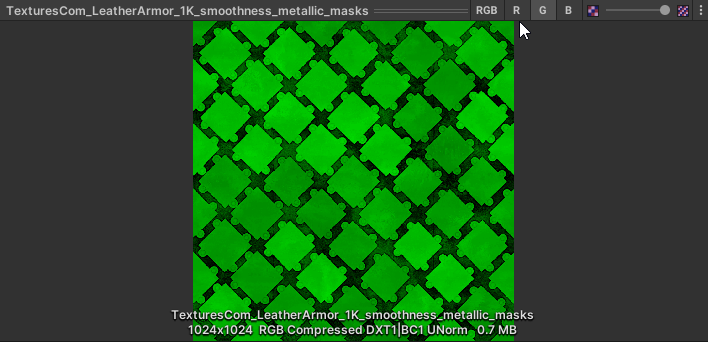 TexturesCom_LeatherArmor_1K_smoothness_metallic_masks RGB R G B
TexturesCom_LeatherArmor_1K_smoothness_metallic_masks
1024x1024 RGB Compressed DXT1|BC1 UNorm 0.7 MB